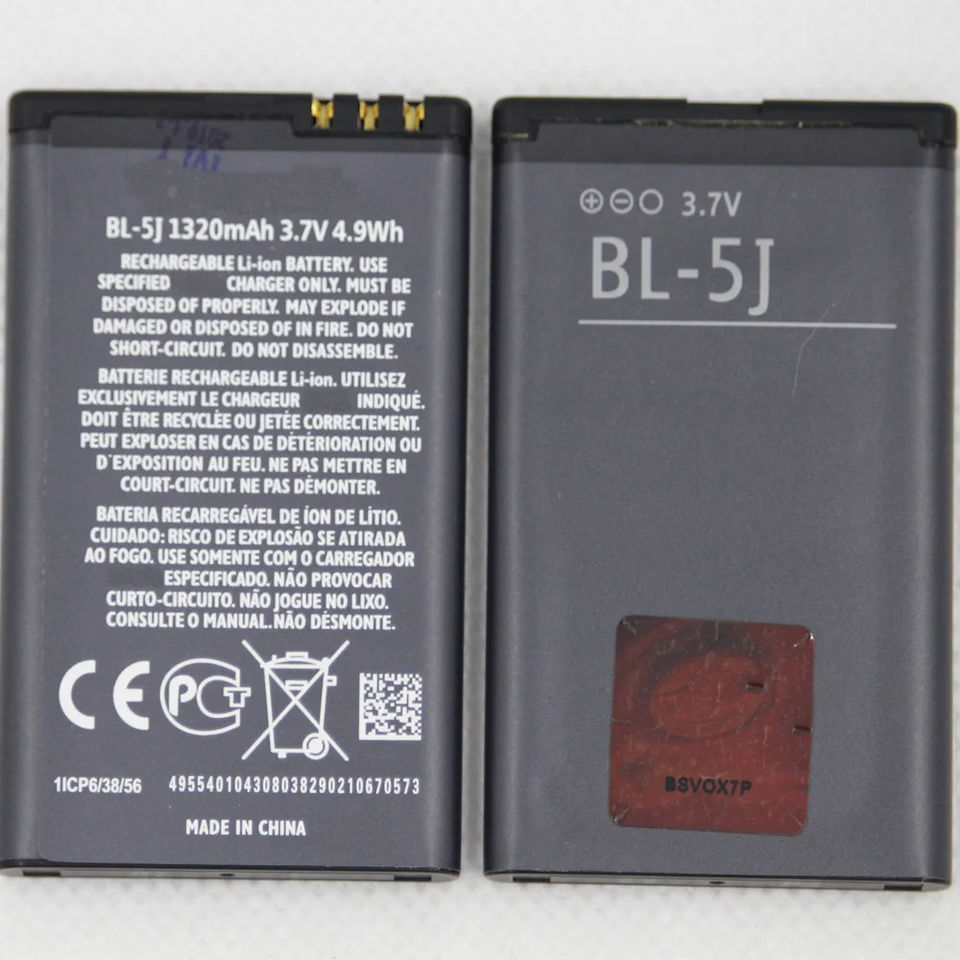 BL-5J 1320mAh 3.7V 4.9Wh
RECHARGEABLE Li-ion BATTERY. USE
SPECIFIED CHARGER ONLY. MUST BE
DISPOSED OF PROPERLY. MAY EXPLODE IF
DAMAGED OR DISPOSED OF IN FIRE. DO NOT
SHORT-CIRCUIT. DO NOT DISASSEMBLE.
BATTERIE RECHARGEABLE Li-ion. UTILISEZ
EXCLUSIVEMENT LE CHARGEUR INDIQUÉ.
DOIT ÊTRE RECYCLÉE OU JETÉE CORRECTEMENT.
PEUT EXPLOSER EN CAS DE DÉTÉRIORATION OU
D'EXPOSITION AU FEU. NE PAS METTRE EN
COURT-CIRCUIT. NE PAS DÉMONTER.
BATERIA RECARREGÁVEL DE ÍON DE LÍTIO.
CUIDADO: RISCO DE EXPLOSÃO SE ATIRADA
AO FOGO. USE SOMENTE COM O CARREGADOR
ESPECIFICADO. NÃO PROVOCAR
CURTO-CIRCUITO. NÃO JOGUE NO LIXO.
CONSULTE O MANUAL.NÃO DESMONTE.
CE PCT
1ICP6/38/56 495540104308038290210670573
MADE IN CHINA
3.7V
BL-5J
BSVOX7P